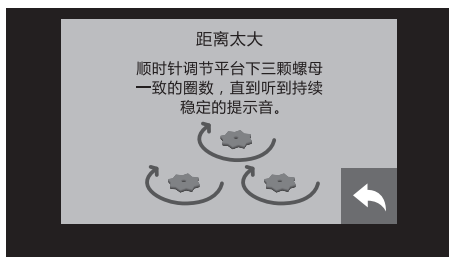 距离太大
顺时针调节平台下三颗螺母
一致的圈数，直到听到持续
稳定的提示音。